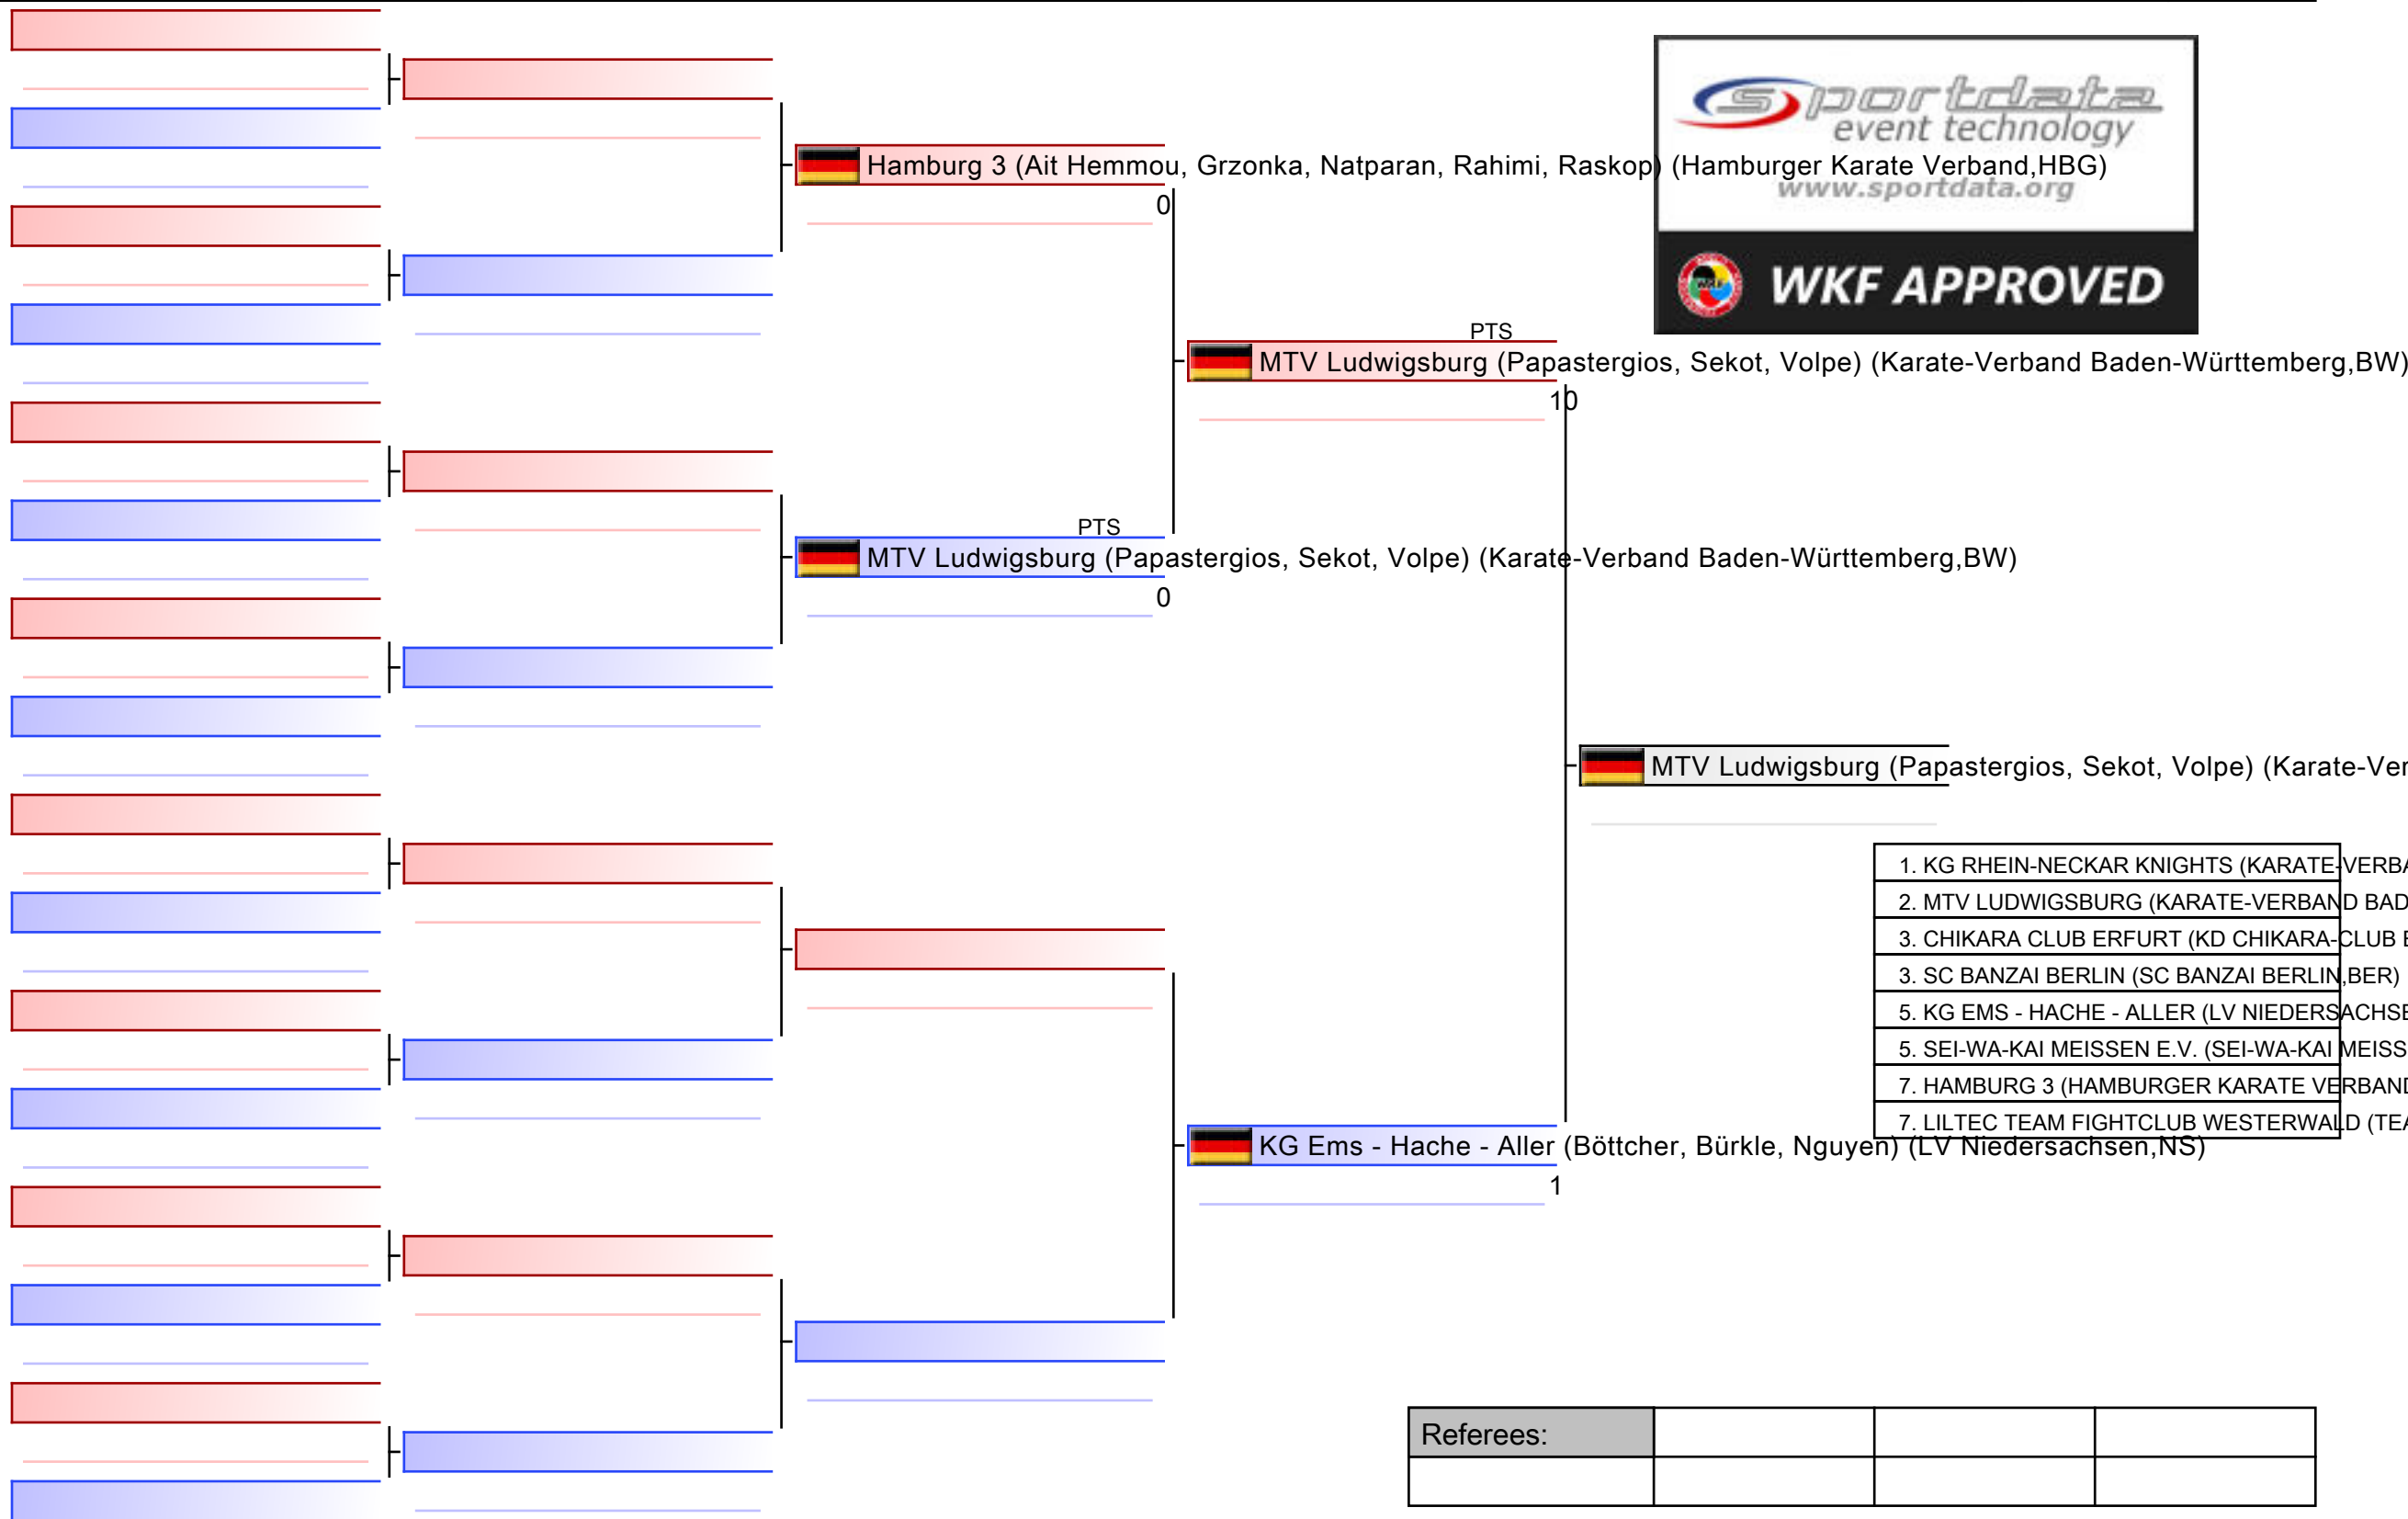 sportdata
event technology
Hamburg 3 (Ait Hemmou, Grzonka, Natparan, Rahimi, Raskop) (Hamburger Karate Verband,HBG)
www.sportdata.org
0
WKF APPROVED
PTS
MTV Ludwigsburg (Papastergios, Sekot, Volpe) (Karate-Verband Baden-Württemberg,BW)
10
PTS
MTV Ludwigsburg (Papastergios, Sekot, Volpe) (Karate-Verband Baden-Württemberg,BW)
0
MTV Ludwigsburg (Papastergios, Sekot, Volpe) (Karate-Ver
1. KG RHEIN-NECKAR KNIGHTS (KARATE-VERBA
2. MTV LUDWIGSBURG (KARATE-VERBAND BAD
3. CHIKARA CLUB ERFURT (KD CHIKARA-CLUB E
3. SC BANZAI BERLIN (SC BANZAI BERLIN,BER)
5. KG EMS - HACHE - ALLER (LV NIEDERSACHSE
5. SEI-WA-KAI MEISSEN E.V. (SEI-WA-KAI MEISS
7. HAMBURG 3 (HAMBURGER KARATE VERBAND
7. LILTEC TEAM FIGHTCLUB WESTERWALD (TEA
KG Ems - Hache - Aller (Böttcher, Bürkle, Nguyen) (LV Niedersachsen,NS)
1
Referees: